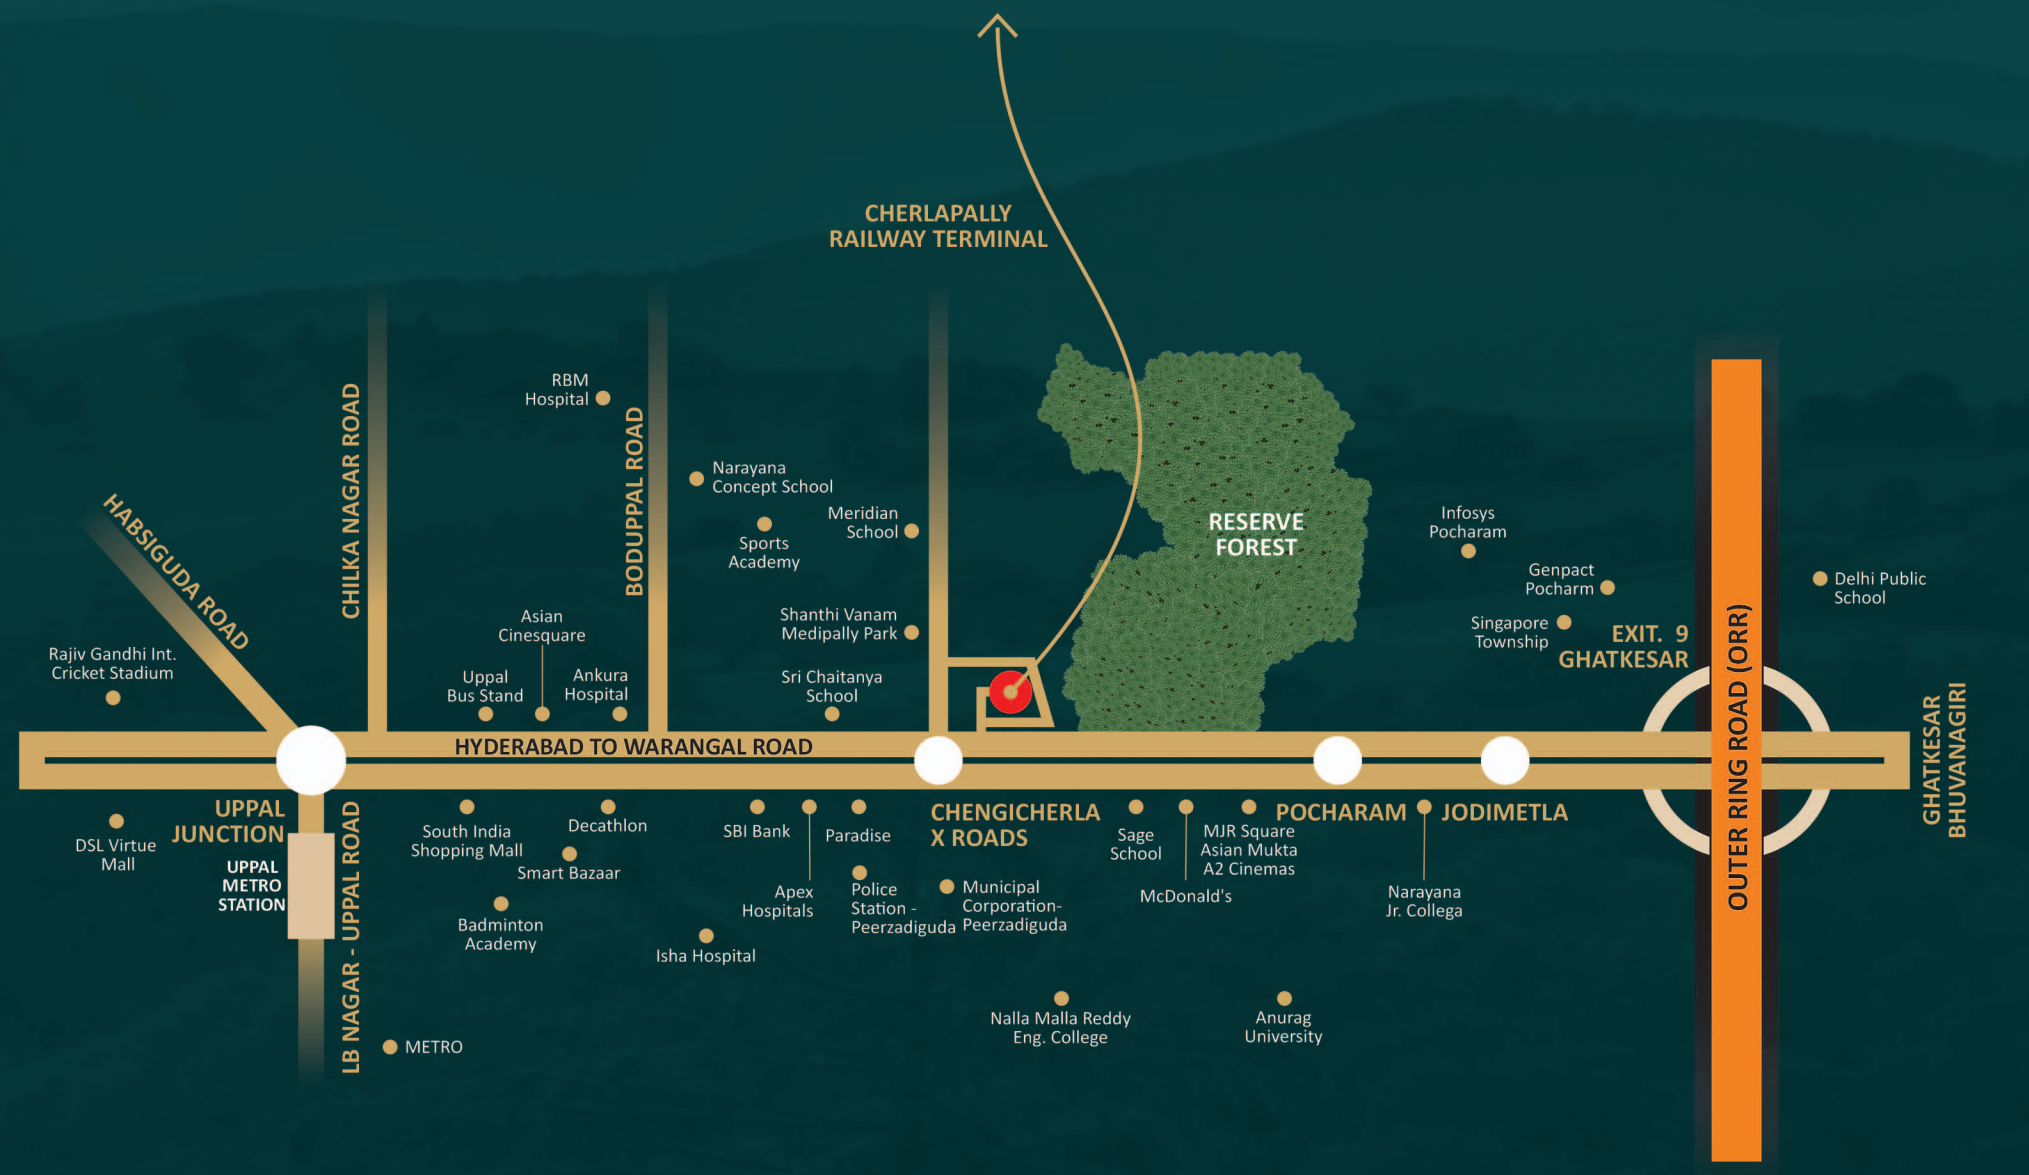 CHERLAPALLY
RAILWAY TERMINAL
RBM
Hospital
CHILKA NAGAR ROAD
BODUPPAL ROAD
Narayana
Concept School
Meridian
School
Sports
Academy
HABSIGUDA ROAD
RESERVE
FOREST
Infosys
Pocharam
Genpact
Pocharm
Delhi Public
School
Singapore
Township
EXIT. 9
GHATKESAR
Asian
Cinesquare
Shanthi Vanam
Medipally Park
Rajiv Gandhi Int.
Cricket Stadium
Uppal
Bus Stand
Ankura
Hospital
Sri Chaitanya
School
OUTER RING ROAD (ORR)
GHATKESAR
BHUVANAGIRI
HYDERABAD TO WARANGAL ROAD
UPPAL
JUNCTION
DSL Virtue
Mall
UPPAL
METRO
STATION
LB NAGAR - UPPAL ROAD
South India
Shopping Mall
Decathlon
Smart Bazaar
Badminton
Academy
SBI Bank
Paradise
Apex
Hospitals
Police
Station -
Peerzadiguda
Isha Hospital
CHENGICHERLA
X ROADS
Municipal
Corporation-
Peerzadiguda
Sage
School
McDonald's
MJR Square
Asian Mukta
A2 Cinemas
POCHARAM
JODIMETLA
Narayana
Jr. Collega
Nalla Malla Reddy
Eng. College
Anurag
University
METRO